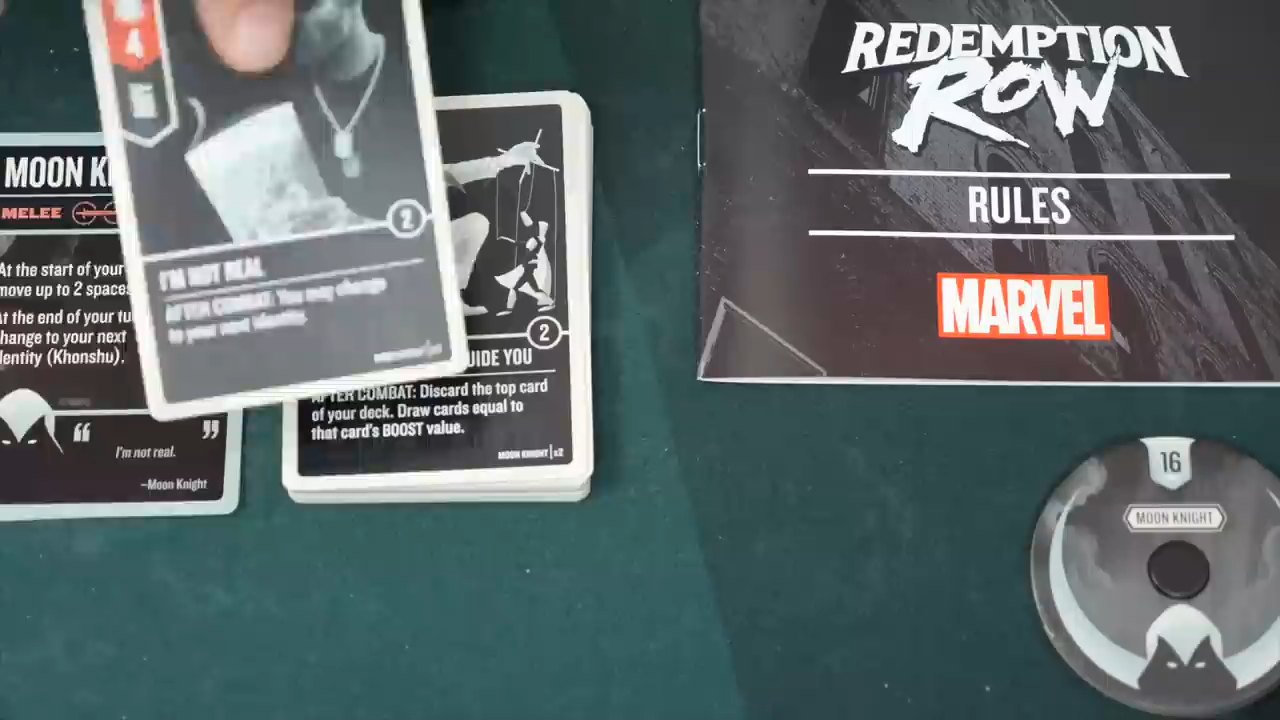 4
2
I'M NOT REAL
AFTER COMBAT: You may change
to your next identity.
MOON K
MELEE
At the start of your
move up to 2 spaces
At the end of your tu
change to your next
identity (Khonshu).
“ ”
I'm not real.
–Moon Knight
2
UIDE YOU
AFTER COMBAT: Discard the top card
of your deck. Draw cards equal to
that card's BOOST value.
MOON KNIGHT | x2
REDEMPTION
ROW
RULES
MARVEL
16
MOON KNIGHT